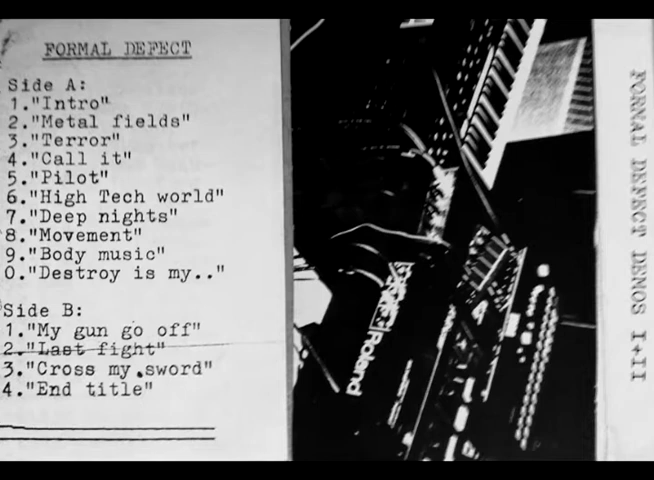 FORMAL DEFECT
Side A:
1."Intro"
2."Metal fields"
3."Terror"
4."Call it"
5."Pilot"
6."High Tech world"
7."Deep nights"
8."Movement"
9."Body music"
0."Destroy is my.."
Side B:
1."My gun go off"
2."Last fight"
3."Cross my sword"
4."End title"
Roland
FORMAL DEFECT DEMOS I+II